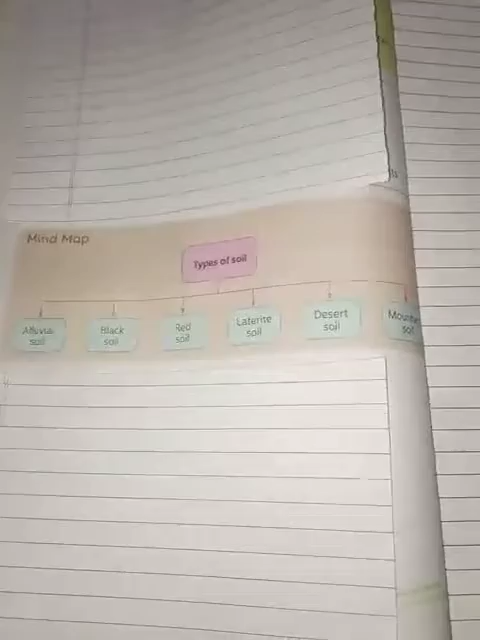 Mind Map
Types of soil
Alluvial
soil
Black
soil
Red
soil
Laterite
soil
Desert
soil
soil